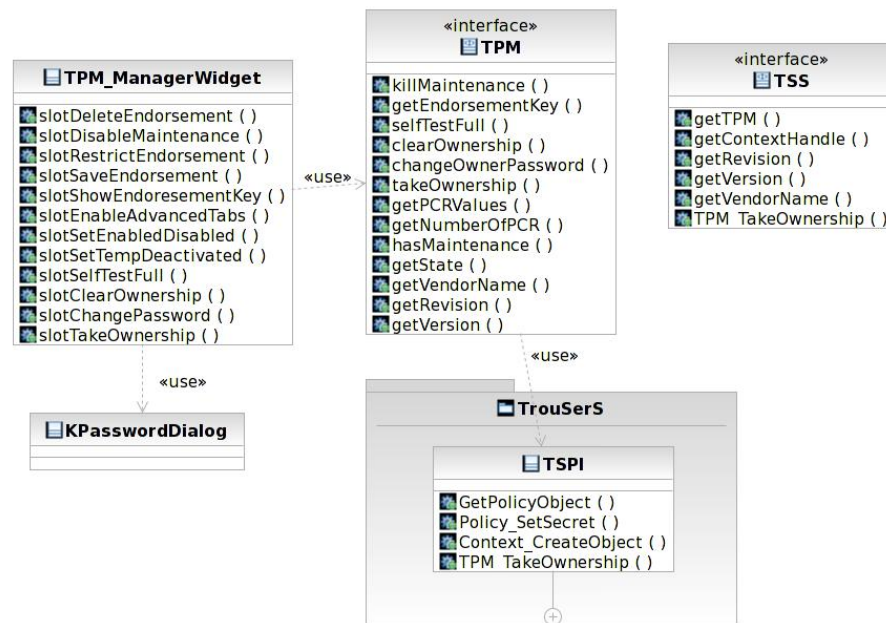 TPM_ManagerWidget
slotDeleteEndorsement ( )
slotDisableMaintenance ( )
slotRestrictEndorsement ( )
slotSaveEndorsement ( )
slotShowEndoresementKey ( )
slotEnableAdvancedTabs ( )
slotSetEnabledDisabled ( )
slotSetTempDeactivated ( )
slotSelfTestFull ( )
slotClearOwnership ( )
slotChangePassword ( )
slotTakeOwnership ( )
«use»
«interface»
TPM
killMaintenance ( )
getEndorsementKey ( )
selfTestFull ( )
clearOwnership ( )
changeOwnerPassword ( )
takeOwnership ( )
getPCRValues ( )
getNumberOfPCR ( )
hasMaintenance ( )
getState ( )
getVendorName ( )
getRevision ( )
getVersion ( )
«interface»
TSS
getTPM ( )
getContextHandle ( )
getRevision ( )
getVersion ( )
getVendorName ( )
TPM_TakeOwnership ( )
«use»
«use»
KPasswordDialog
TrouSerS
TSPI
GetPolicyObject ( )
Policy_SetSecret ( )
Context_CreateObject ( )
TPM_TakeOwnership ( )